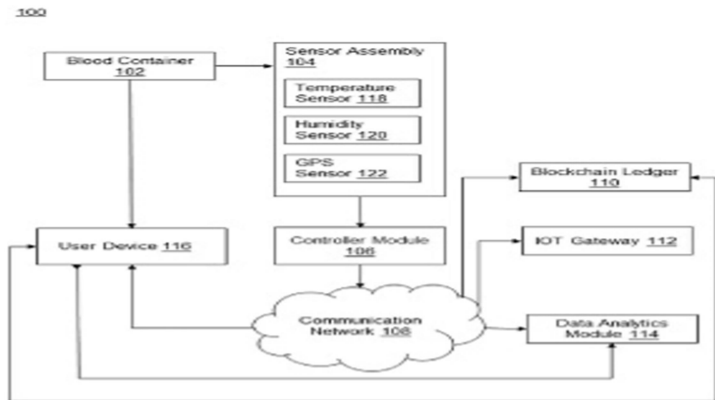 100
Blood Container
102
Sensor Assembly
104
Temperature
Sensor 118
Humidity
Sensor 120
GPS
Sensor 122
Blockchain Ledger
110
User Device 116
Controller Module
106
IOT Gateway 112
Communication
Network 108
Data Analytics
Module 114